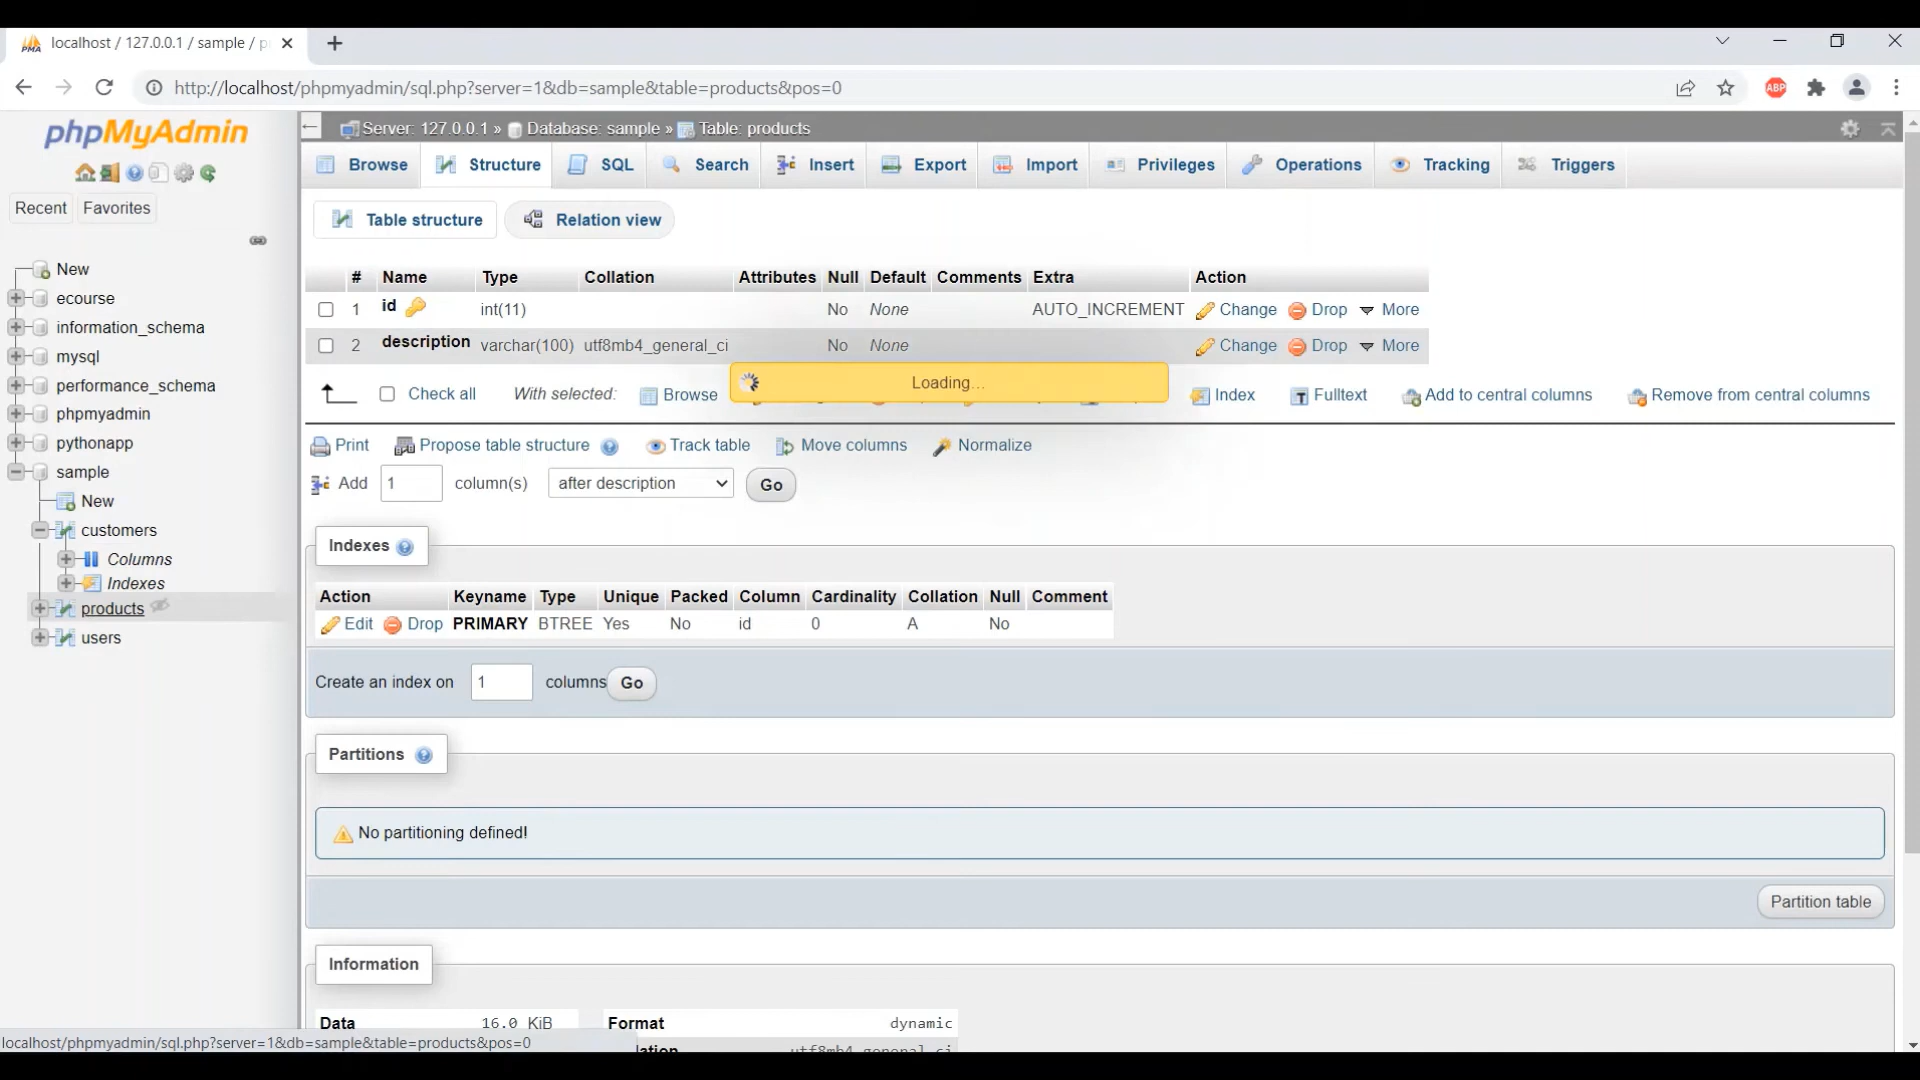 localhost / 127.0.0.1 / sample / p
http://localhost/phpmyadmin/sql.php?server=1&db=sample&table=products&pos=0
ABP
phpMyAdmin
Recent Favorites
New
ecourse
information_schema
mysql
performance_schema
phpmyadmin
pythonapp
sample
New
customers
Columns
Indexes
products
users
Server: 127.0.0.1 » Database: sample » Table: products
Browse Structure SQL Search Insert Export Import Privileges Operations Tracking Triggers
Table structure Relation view
# Name Type Collation Attributes Null Default Comments Extra Action
1 id int(11) No None AUTO_INCREMENT Change Drop More
2 description varchar(100) utf8mb4_general_ci No None Change Drop More
Loading...
Check all With selected: Browse Index Fulltext Add to central columns Remove from central columns
Print Propose table structure Track table Move columns Normalize
Add 1 column(s) after description Go
Indexes
Action Keyname Type Unique Packed Column Cardinality Collation Null Comment
Edit Drop PRIMARY BTREE Yes No id 0 A No
Create an index on 1 columns Go
Partitions
No partitioning defined!
Partition table
Information
Data 16.0 KiB Format dynamic
utf8mb4_general_ci
localhost/phpmyadmin/sql.php?server=1&db=sample&table=products&pos=0